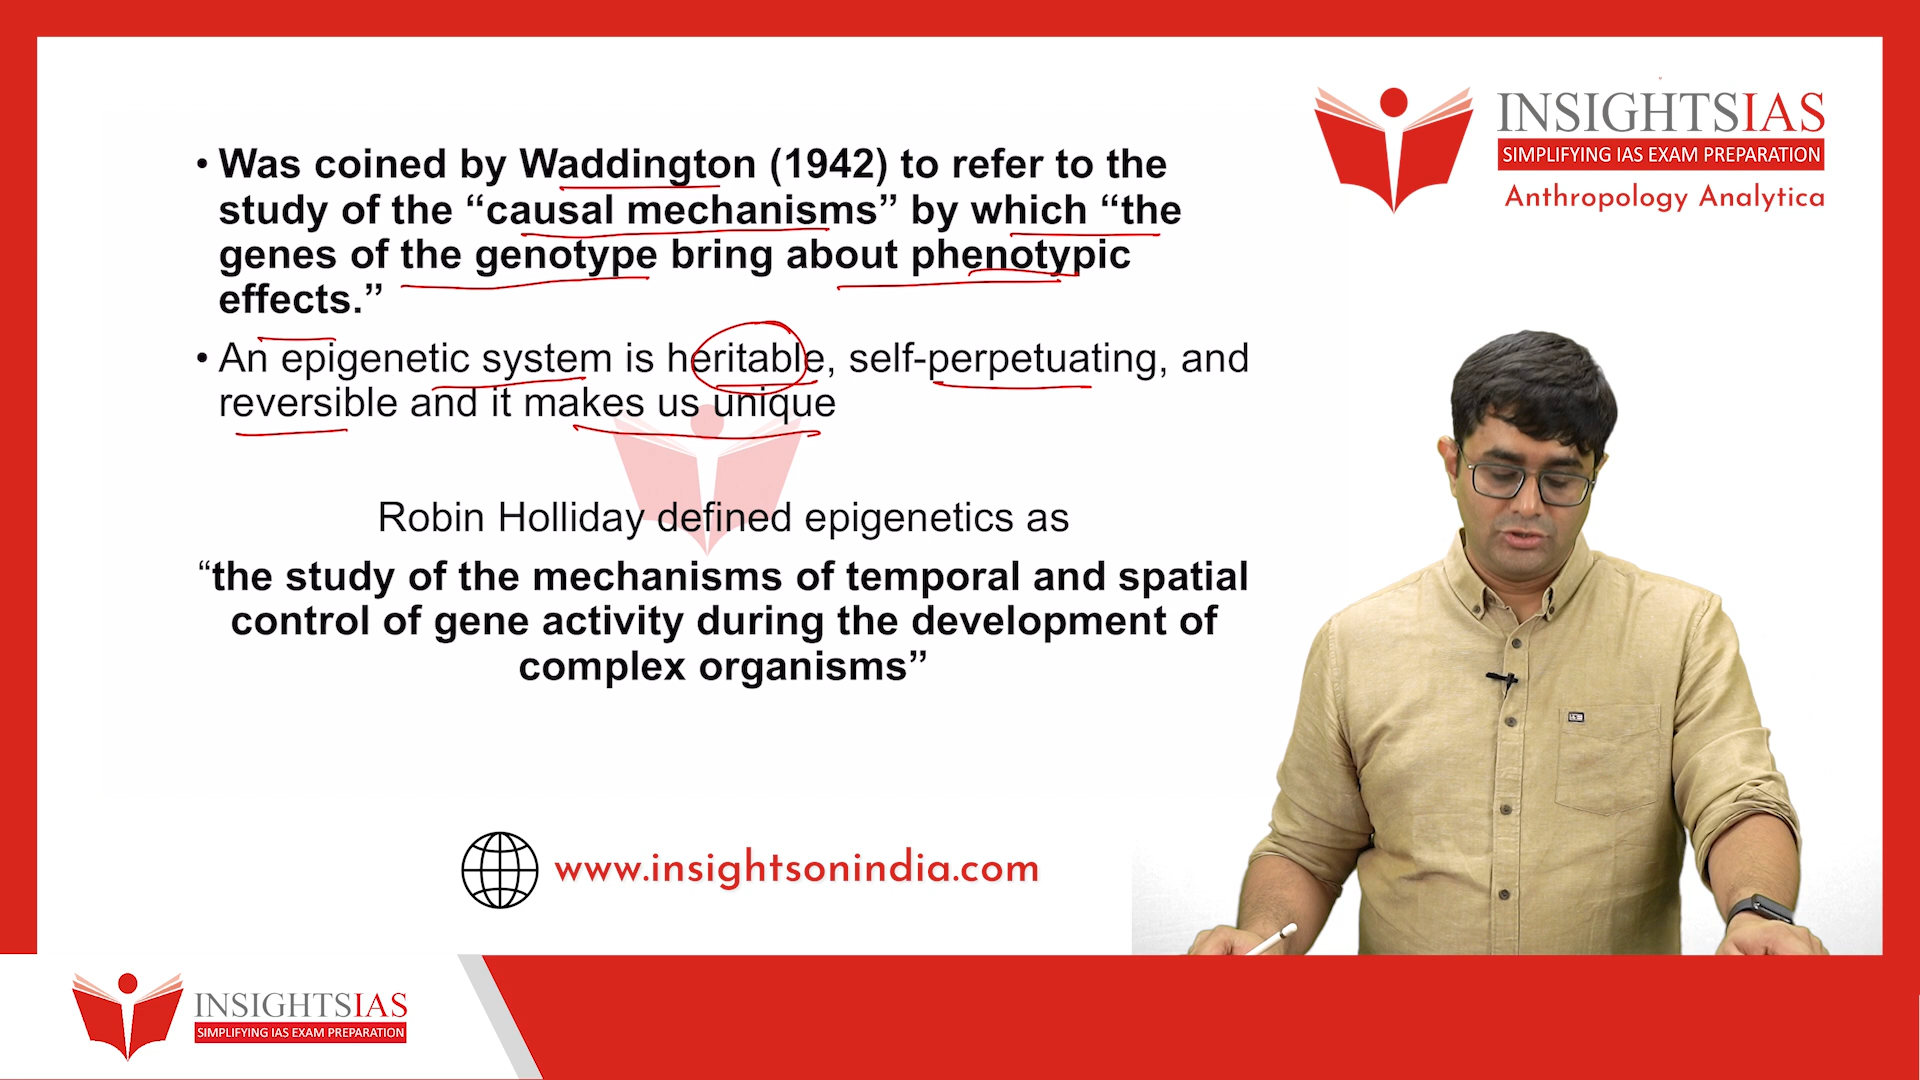 • Was coined by Waddington (1942) to refer to the
study of the “causal mechanisms” by which “the
genes of the genotype bring about phenotypic
effects.”
• An epigenetic system is heritable, self-perpetuating, and
reversible and it makes us unique
Robin Holliday defined epigenetics as
“the study of the mechanisms of temporal and spatial
control of gene activity during the development of
complex organisms”
INSIGHTSIAS
SIMPLIFYING IAS EXAM PREPARATION
Anthropology Analytica
www.insightsonindia.com
INSIGHTSIAS
SIMPLIFYING IAS EXAM PREPARATION